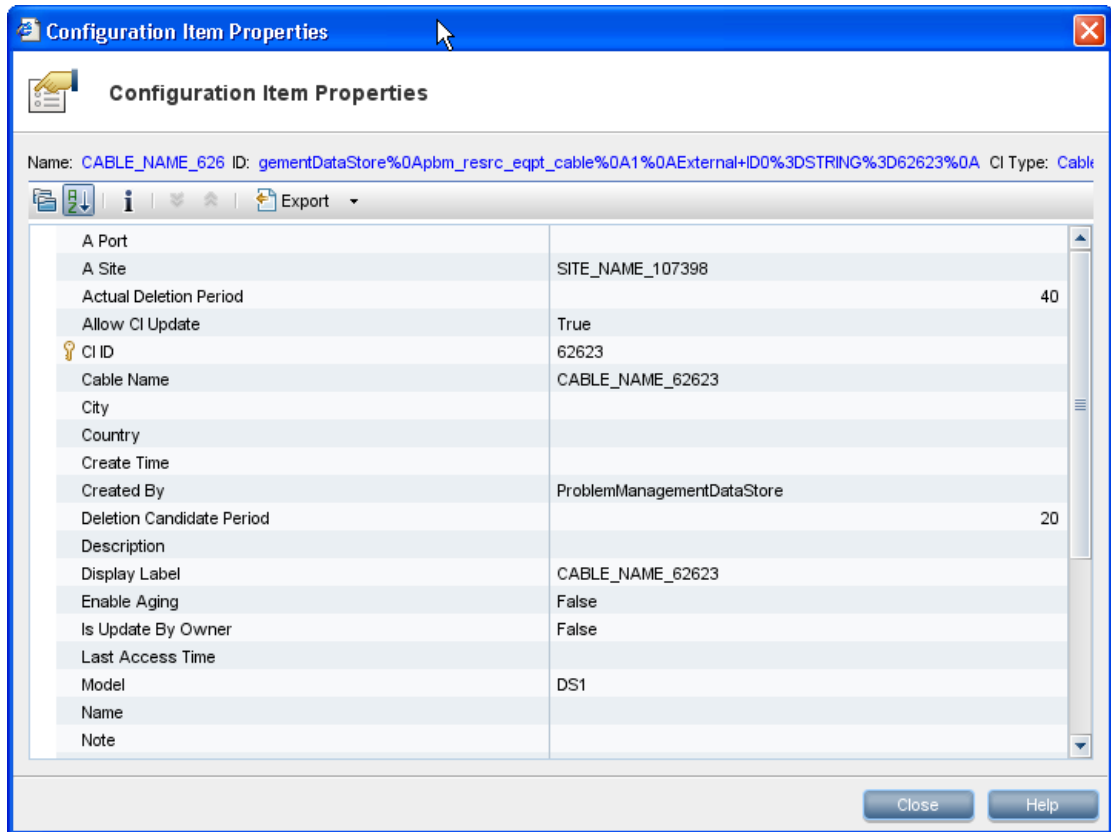 Configuration Item Properties
Configuration Item Properties
Name: CABLE_NAME_626 ID: gementDataStore%0Apbm_resrc_eqpt_cable%0A1%0AExternal+ID0%3DSTRING%3D62623%0A CI Type: Cable
Export
A Port
A Site SITE_NAME_107398
Actual Deletion Period 40
Allow CI Update True
CI ID 62623
Cable Name CABLE_NAME_62623
City
Country
Create Time
Created By ProblemManagementDataStore
Deletion Candidate Period 20
Description
Display Label CABLE_NAME_62623
Enable Aging False
Is Update By Owner False
Last Access Time
Model DS1
Name
Note
Close Help